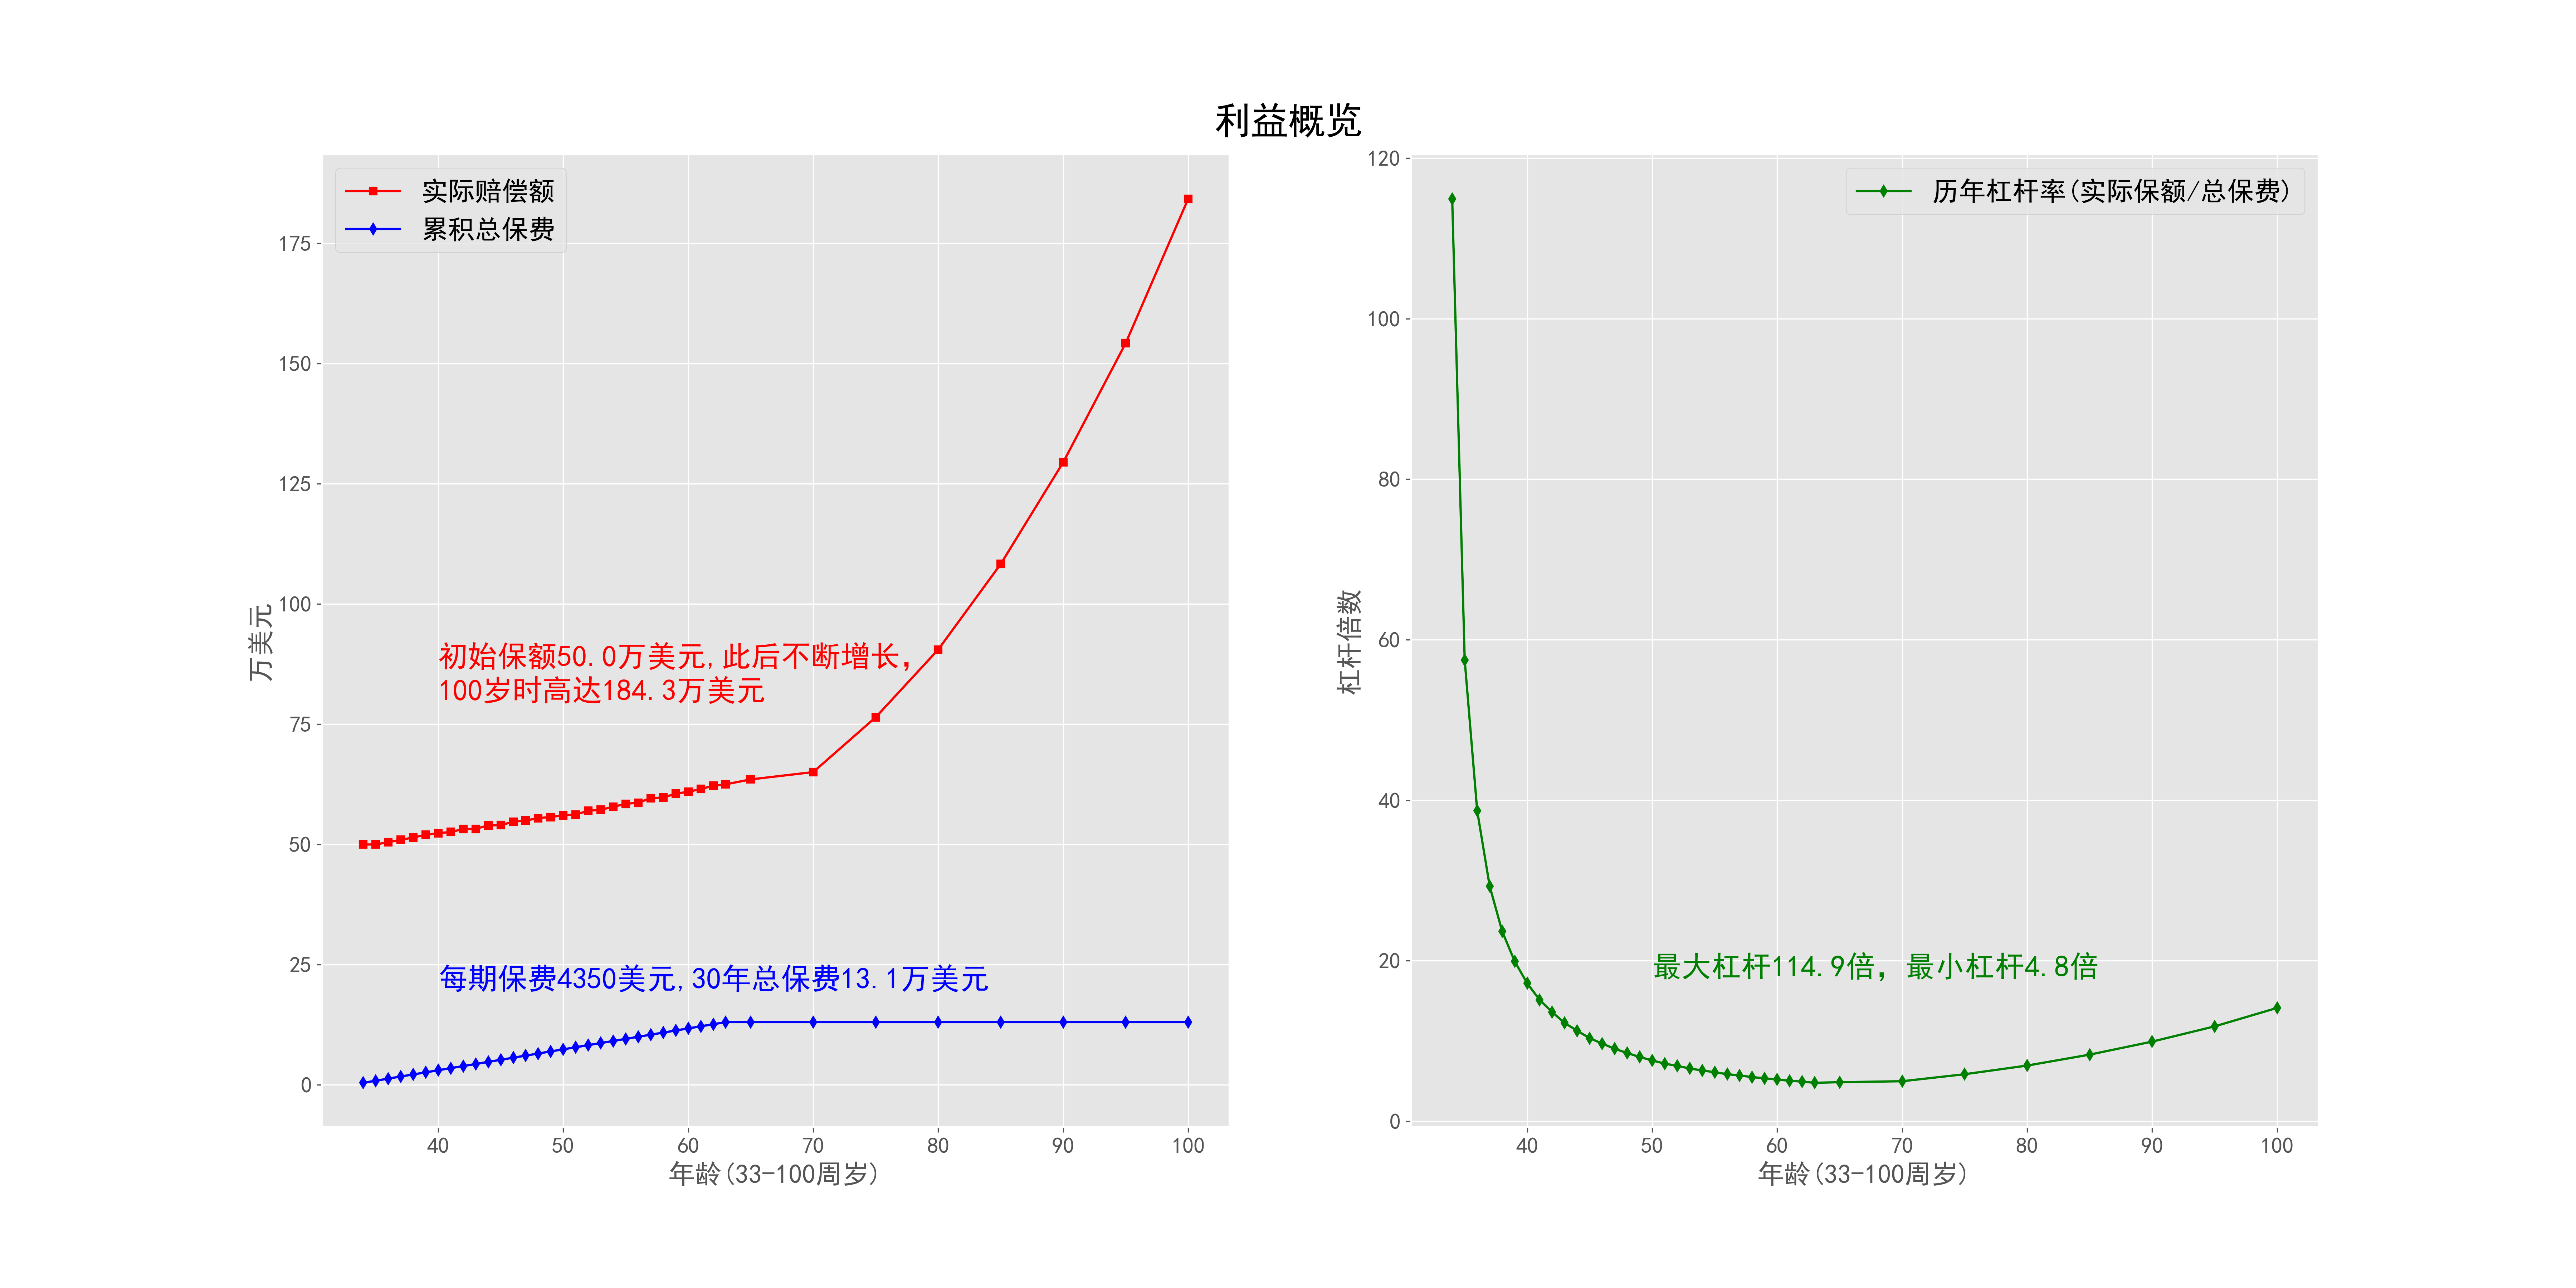 利益概览
实际赔偿额
累积总保费
175
150
125
100
75
50
25
0
万美元
初始保额50.0万美元,此后不断增长，
100岁时高达184.3万美元
每期保费4350美元,30年总保费13.1万美元
40 50 60 70 80 90 100
年龄(33-100周岁)
历年杠杆率(实际保额/总保费)
120
100
80
60
40
20
0
杠杆倍数
最大杠杆114.9倍，最小杠杆4.8倍
40 50 60 70 80 90 100
年龄(33-100周岁)